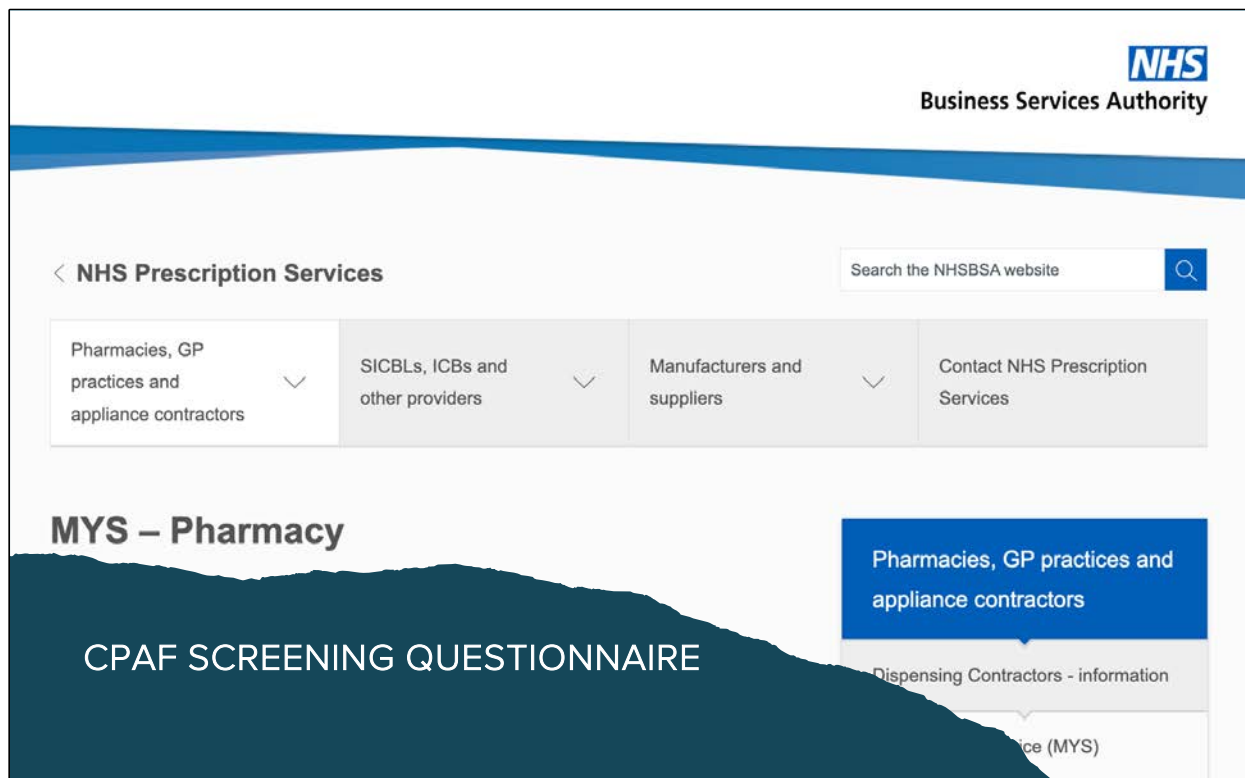 NHS
Business Services Authority
< NHS Prescription Services
Search the NHSBSA website
Pharmacies, GP
practices and
appliance contractors
SICBLs, ICBs and
other providers
Manufacturers and
suppliers
Contact NHS Prescription
Services
MYS – Pharmacy
Pharmacies, GP practices and
appliance contractors
CPAF SCREENING QUESTIONNAIRE
Dispensing Contractors - information
(MYS)